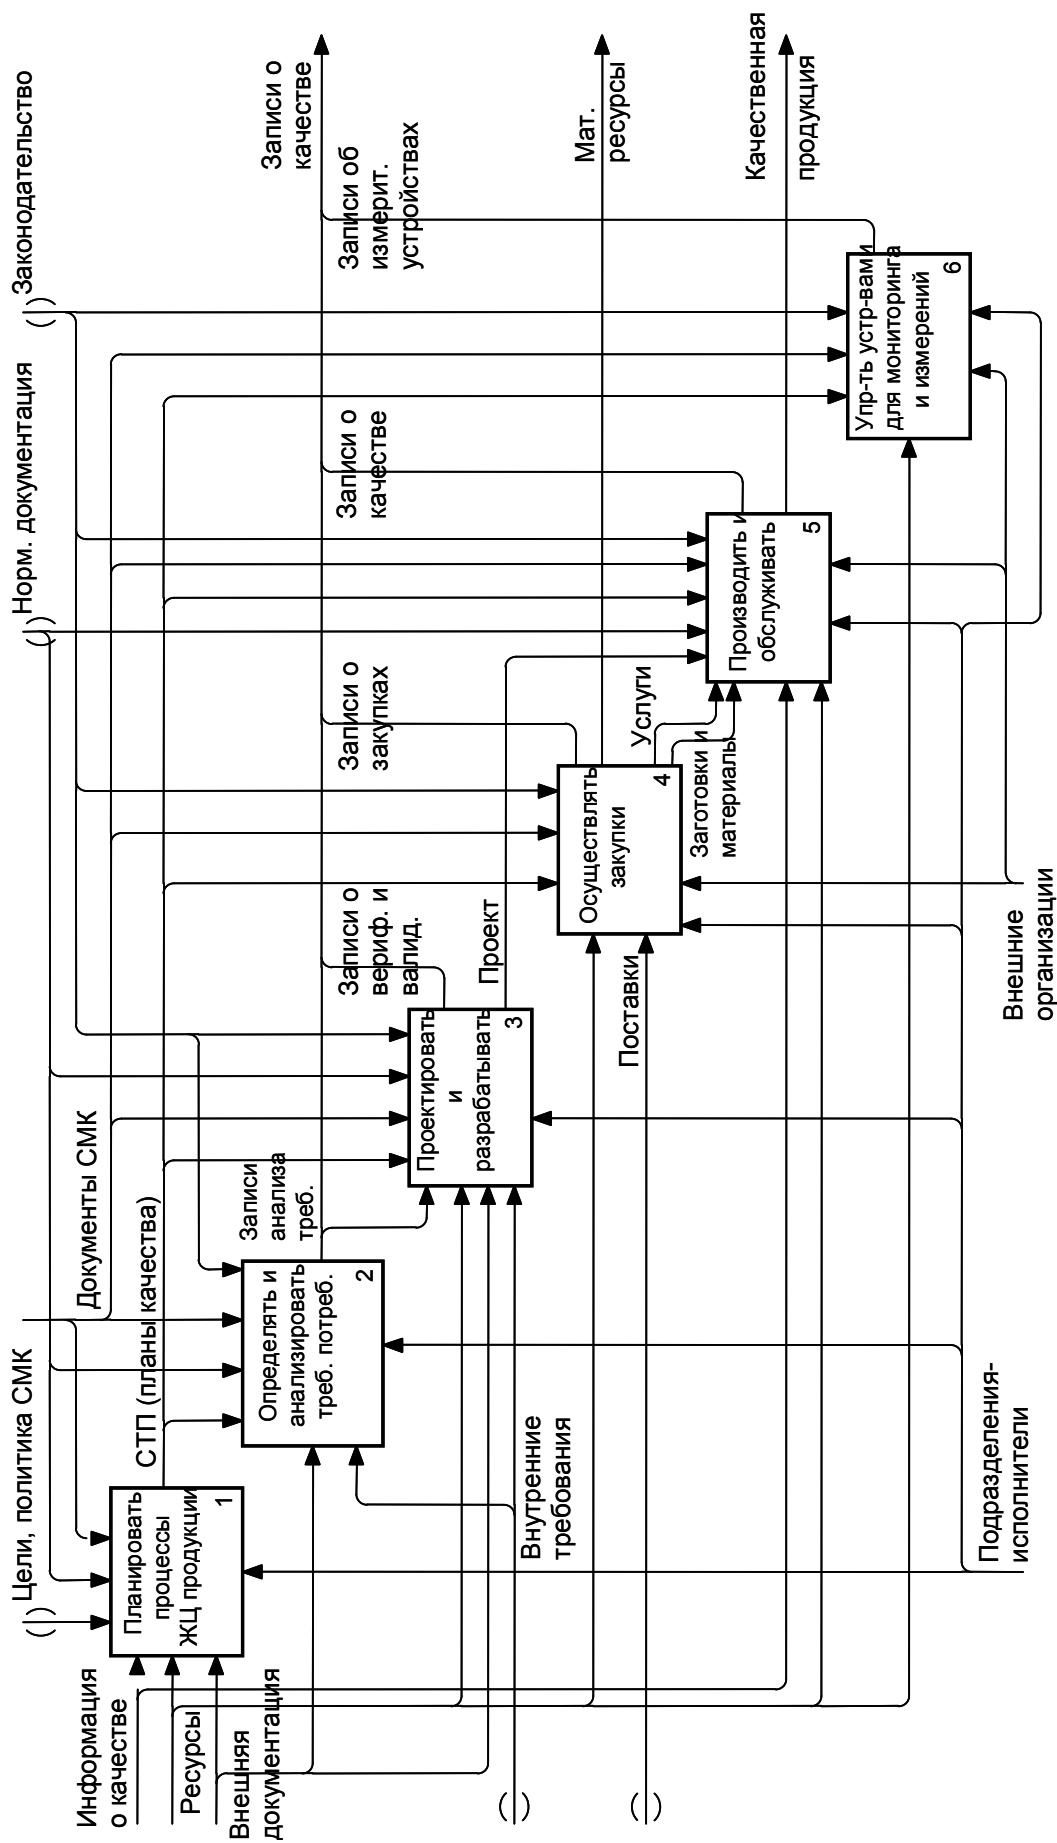 Цели, политика СМК
Норм. документация
Законодательство
Документы СМК
СТП (планы качества)
Информация
о качестве
Ресурсы
Внешняя
документация
Планировать
процессы
ЖЦ продукции
1
Определять и
анализировать
треб. потреб.
2
Записи
анализа
треб.
Проектировать
и
разрабатывать
3
Записи о
вериф. и
валид.
Проект
Осуществлять
закупки
4
Записи о
закупках
Услуги
Заготовки и
материалы
Производить и
обслуживать
5
Записи о
качестве
Упр-ть устр-вами
для мониторинга
и измерений
6
Записи об
измерит.
устройствах
Записи о
качестве
Мат.
ресурсы
Качественная
продукция
Внутренние
требования
Поставки
Подразделения-
исполнители
Внешние
организации